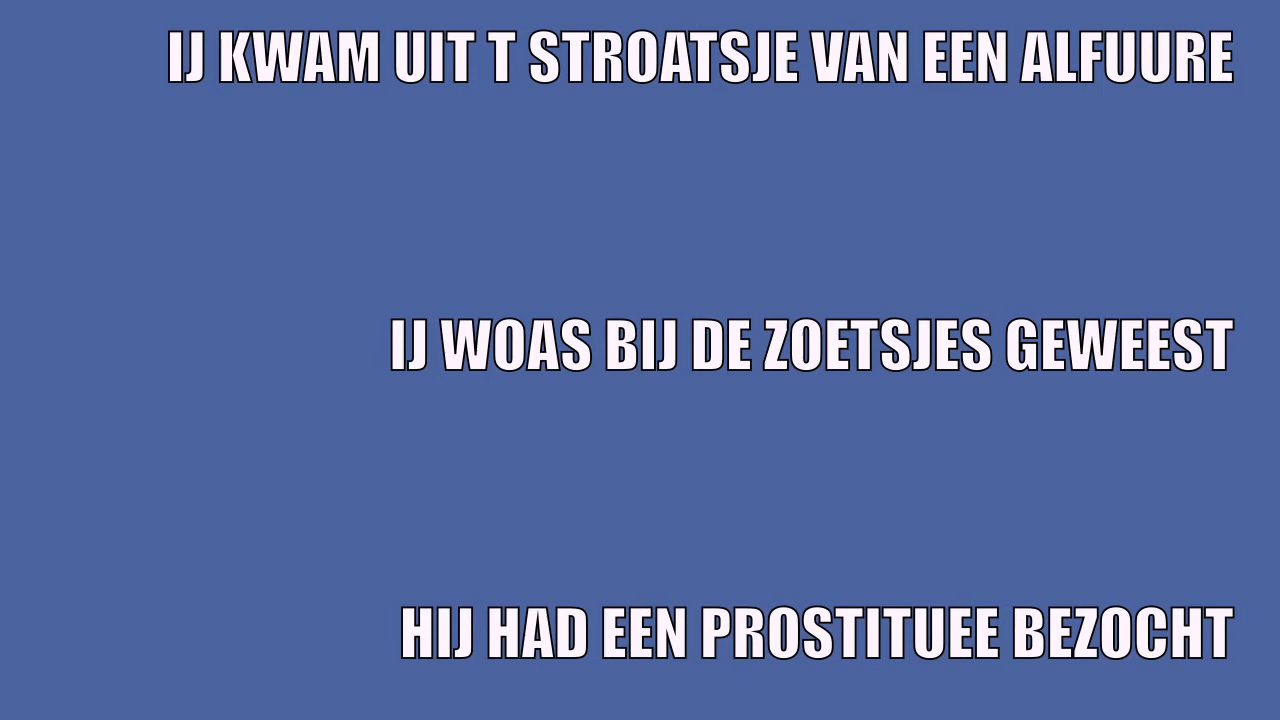 IJ KWAM UIT T STROATSJE VAN EEN ALFUURE
IJ WOAS BIJ DE ZOETSJES GEWEEST
HIJ HAD EEN PROSTITUEE BEZOCHT